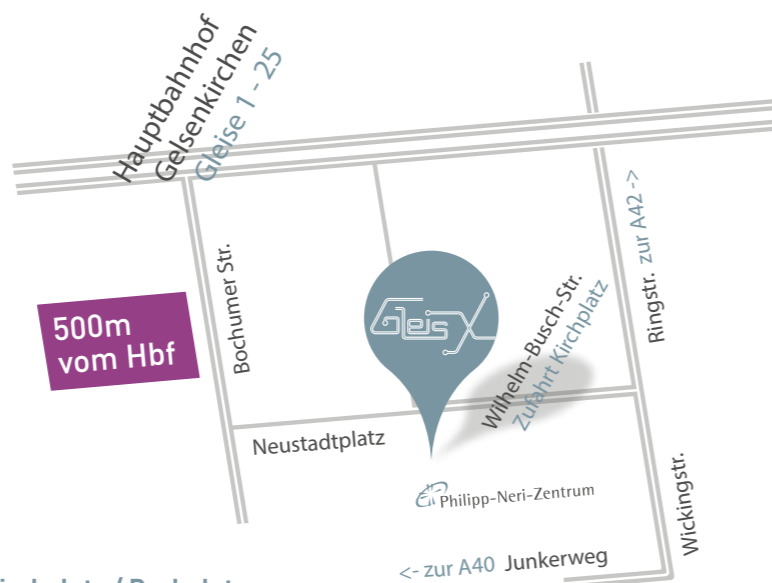 Hauptbahnhof
Gelsenkirchen
Gleise 1 - 25
500m
vom Hbf
Bochumer Str.
GleisX
Wilhelm-Busch-Str.
Zufahrt Kirchplatz
Ringstr. zur A42 ->
Neustadtplatz
Philipp-Neri-Zentrum
Wickingstr.
<- zur A40 Junkerweg